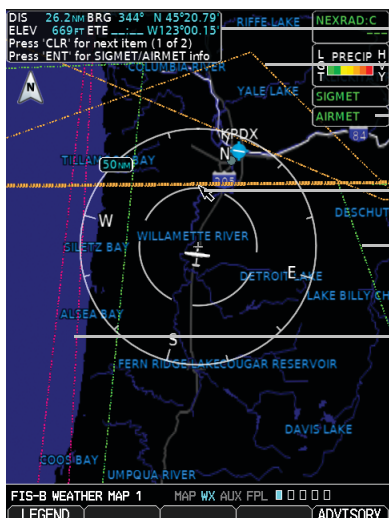 DIS 26.2NM BRG 344° N 45°20.79'
ELEV 669FT ETE __:__ W123°00.15'
Press 'CLR' for next item (1 of 2)
Press 'ENT' for SIGMET/AIRMET info
RIFFE LAKE
NEXRAD:C
COLUMBIA RIVER
L PRECIP H
SIGMET
AIRMET
N
YALE LAKE
KPDX
N
84
TILLAM BAY
50NM
205
DESCHUT
W
WILLAMETTE RIVER
SILETZ BAY
DETROIT LAKE
E
LAKE BILLY CH
ALSEA BAY
S
FERN RIDGE LAKE
COUGAR RESERVOIR
DAVIS LAKE
COOS BAY
UMPQUA RIVER
FIS-B WEATHER MAP 1 MAP WX AUX FPL
LEGEND
ADVISORY